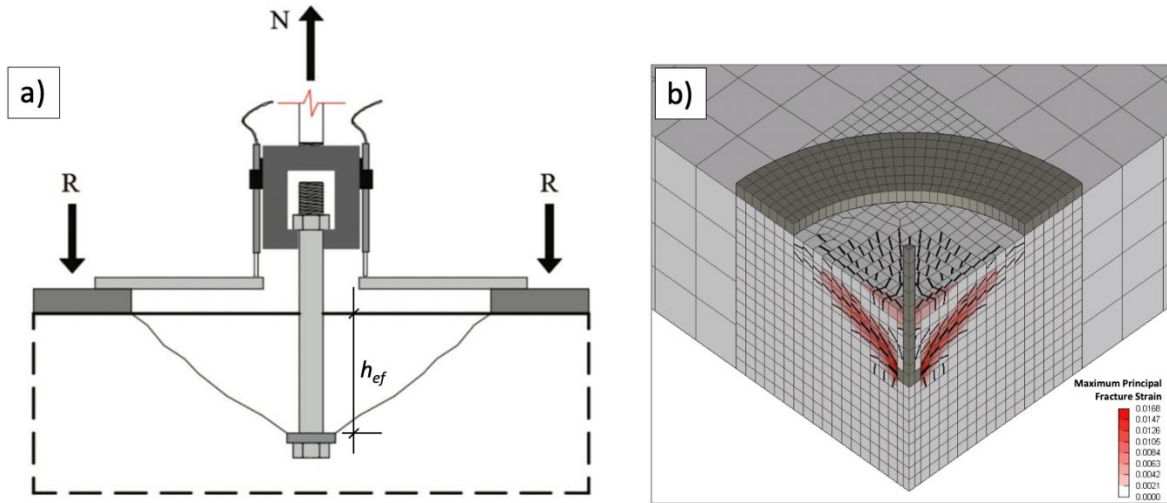 a)
N
R
R
hef
b)
Maximum Principal
Fracture Strain
0.0168
0.0147
0.0126
0.0105
0.0084
0.0063
0.0042
0.0021
0.0000